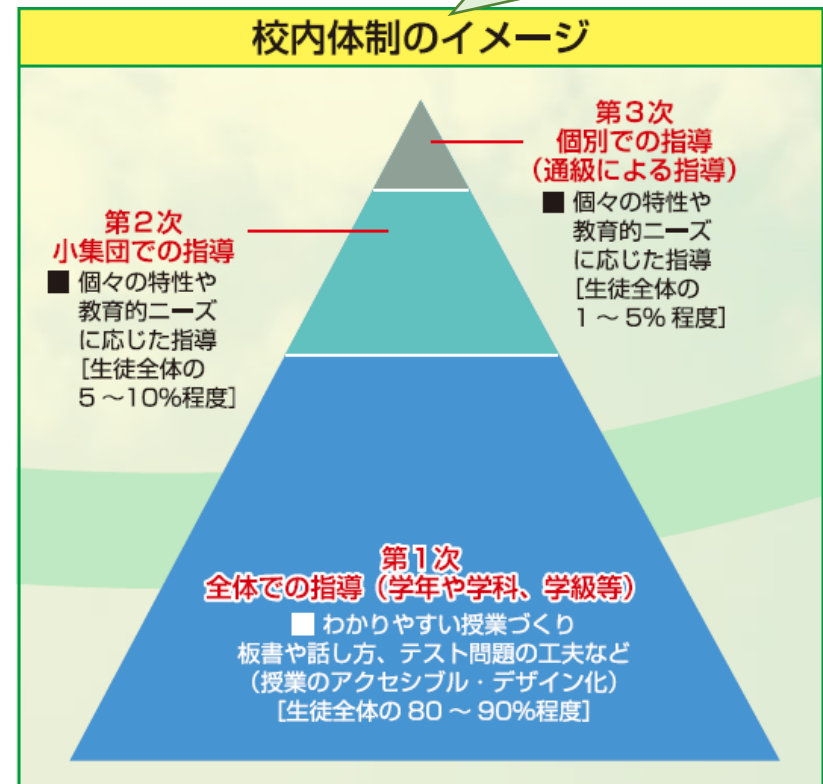 校内体制のイメージ
第3次
個別での指導
（通級による指導）
■ 個々の特性や
教育的ニーズ
に応じた指導
［生徒全体の
1 ～ 5% 程度］
第2次
小集団での指導
■ 個々の特性や
教育的ニーズ
に応じた指導
［生徒全体の
5 ～10%程度］
第1次
全体での指導（学年や学科、学級等）
■ わかりやすい授業づくり
板書や話し方、テスト問題の工夫など
（授業のアクセシブル・デザイン化）
［生徒全体の 80 ～ 90%程度］